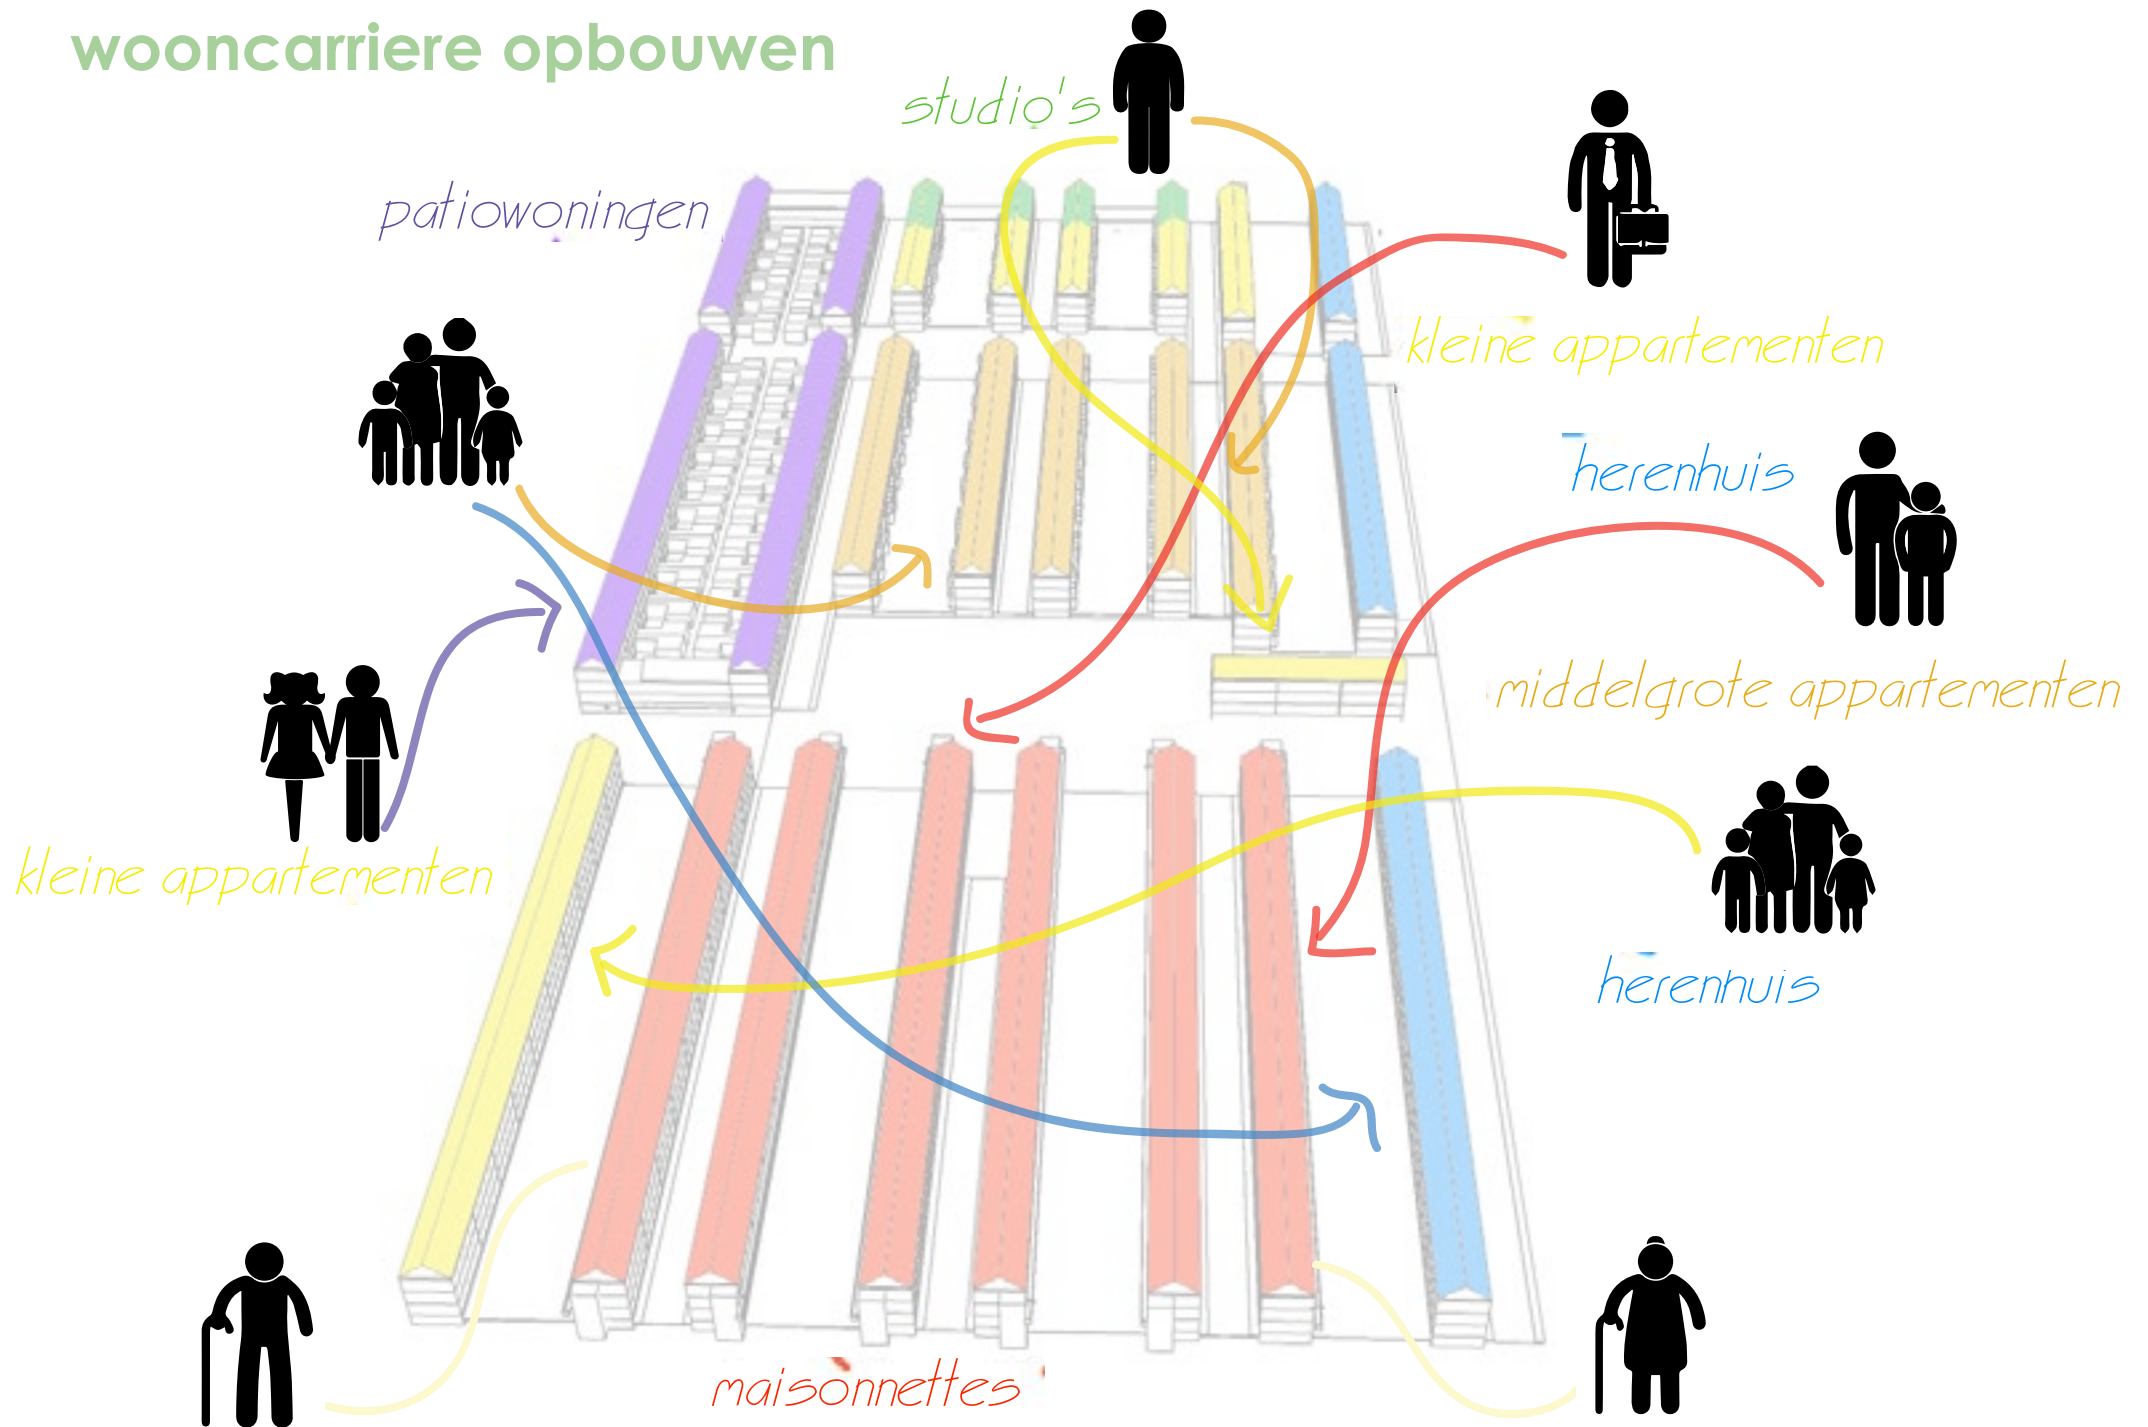 wooncarriere opbouwen
studio's
patiowoningen
kleine appartementen
herenhuis
middelgrote appartementen
kleine appartementen
herenhuis
maisonnettes